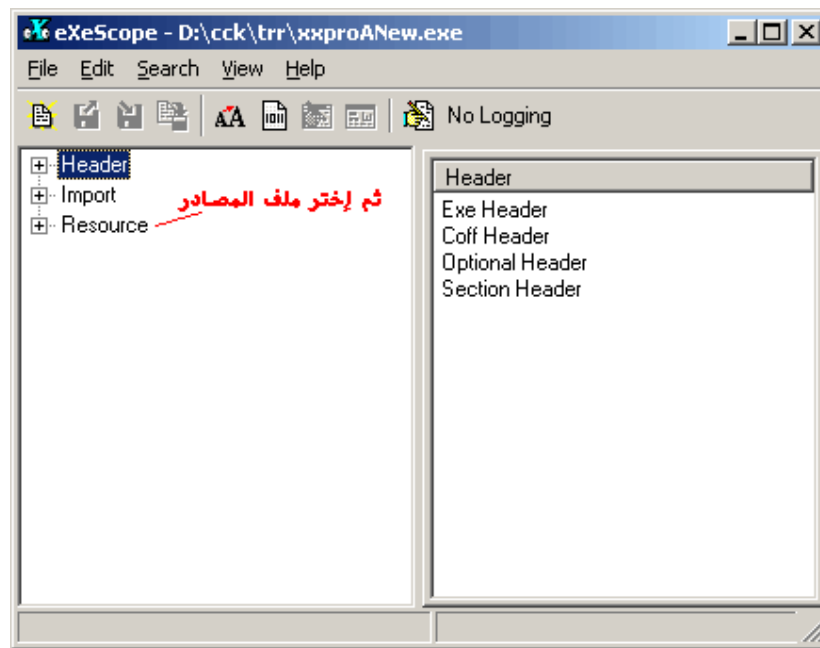 eXeScope - D:\cck\trr\xxproANew.exe
File Edit Search View Help
No Logging
Header
Import
Resource
ثم إختر ملف المصادر
Header
Exe Header
Coff Header
Optional Header
Section Header